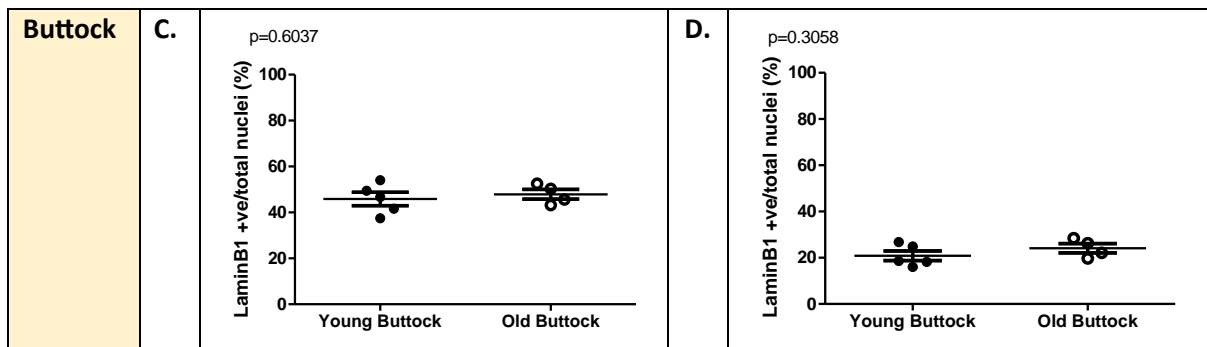 Buttock
C.
p=0.6037
LaminB1 +ve/total nuclei (%)
100
80
60
40
20
0
Young Buttock
Old Buttock
D.
p=0.3058
LaminB1 +ve/total nuclei (%)
100
80
60
40
20
0
Young Buttock
Old Buttock